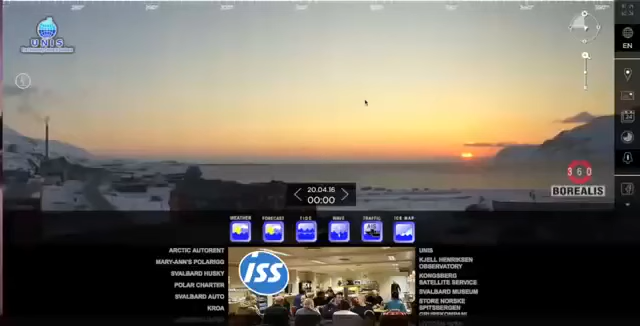 UNIS
EN
360
BOREALIS
20.04.16
00:00
WEATHER
FORECAST
TIDE
WAVE
TRAFFIC
ICE MAP
ARCTIC AUTORENT
MARY-ANN'S POLARIGG
SVALBARD HUSKY
POLAR CHARTER
SVALBARD AUTO
KROA
ISS
UNIS
KJELL HENRIKSEN
OBSERVATORY
KONGSBERG
SATELLITE SERVICE
SVALBARD MUSEUM
STORE NORSKE
SPITSBERGEN